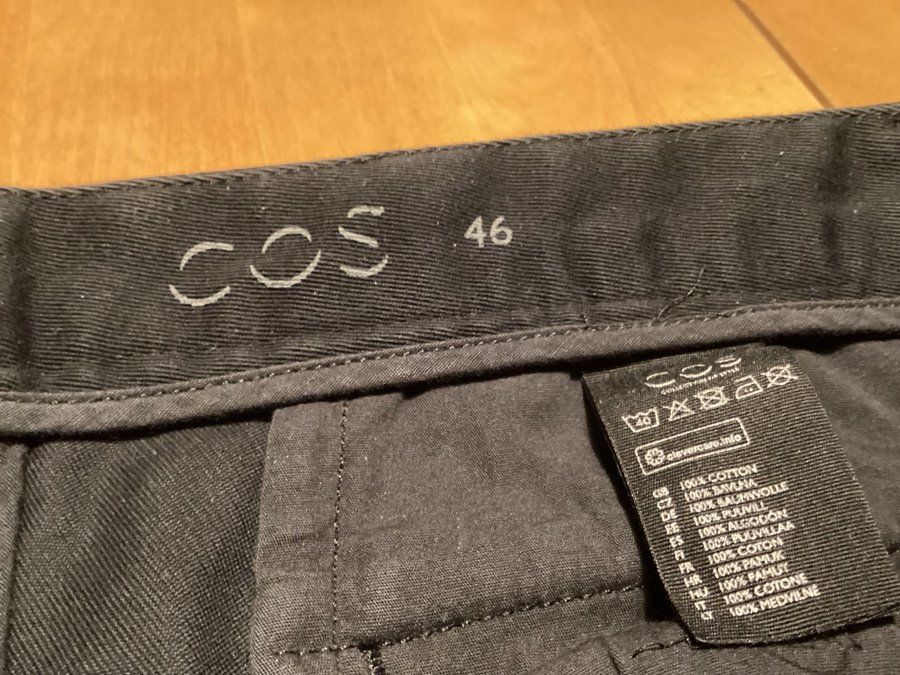 COS 46
COS
40
clevercare.info
GB 100% COTTON
CZ 100% BAVLNA
DE 100% BAUMWOLLE
EE 100% PUUVILL
ES 100% ALGODÓN
FI 100% PUUVILLAA
FR 100% COTON
HR 100% PAMUK
HU 100% PAMUT
IT 100% COTONE
LT 100% MEDVILNĖ